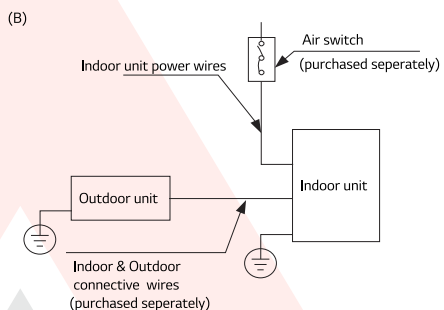 (B)
Air switch
(purchased seperately)
Indoor unit power wires
Indoor unit
Outdoor unit
Indoor & Outdoor
connective wires
(purchased seperately)